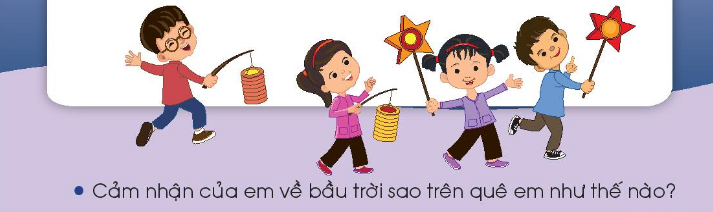 • Cảm nhận của em về bầu trời sao trên quê em như thế nào?